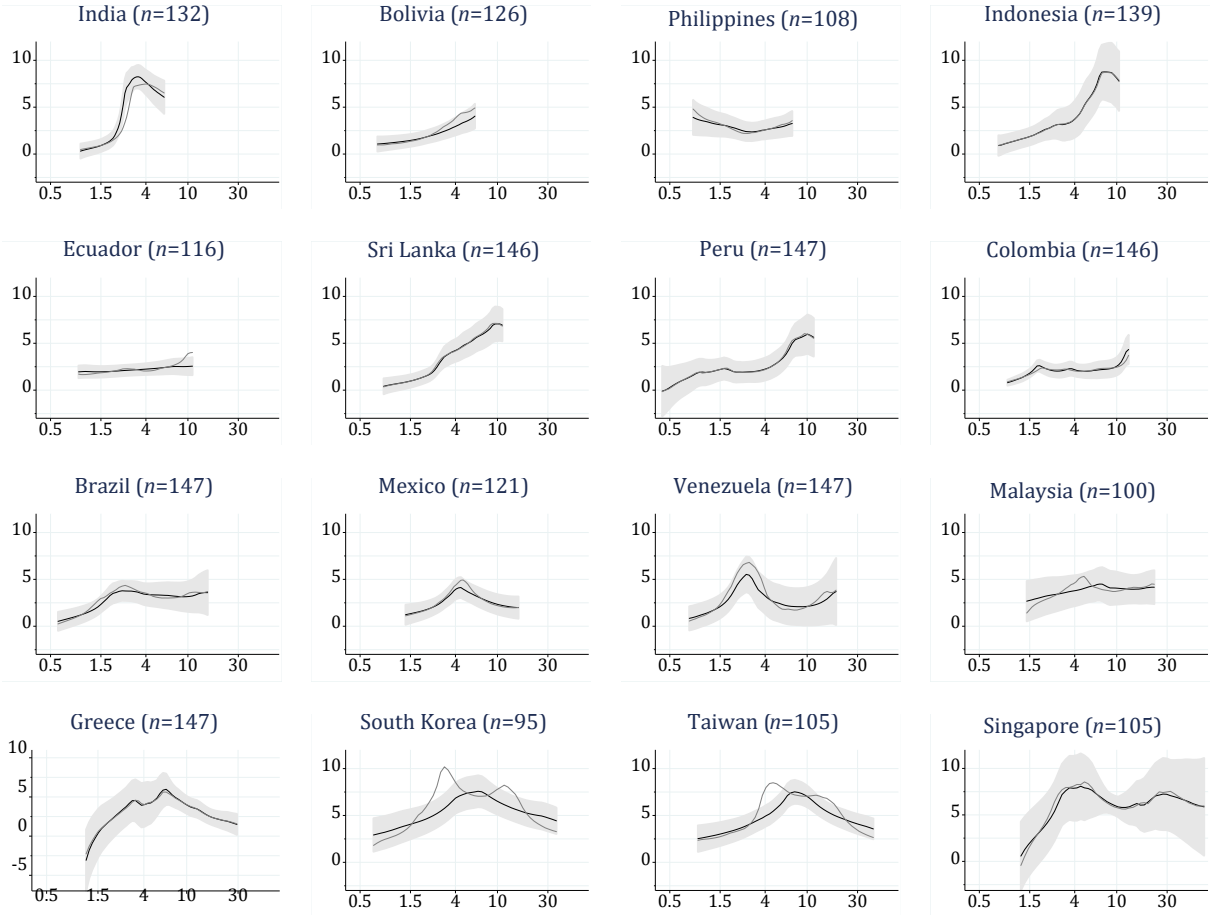 India (n=132)
Bolivia (n=126)
Philippines (n=108)
Indonesia (n=139)
10
5
0
0.5 1.5 4 10 30
10
5
0
0.5 1.5 4 10 30
10
5
0
0.5 1.5 4 10 30
10
5
0
0.5 1.5 4 10 30
Ecuador (n=116)
Sri Lanka (n=146)
Peru (n=147)
Colombia (n=146)
10
5
0
0.5 1.5 4 10 30
10
5
0
0.5 1.5 4 10 30
10
5
0
0.5 1.5 4 10 30
10
5
0
0.5 1.5 4 10 30
Brazil (n=147)
Mexico (n=121)
Venezuela (n=147)
Malaysia (n=100)
10
5
0
0.5 1.5 4 10 30
10
5
0
0.5 1.5 4 10 30
10
5
0
0.5 1.5 4 10 30
10
5
0
0.5 1.5 4 10 30
Greece (n=147)
South Korea (n=95)
Taiwan (n=105)
Singapore (n=105)
10
5
0
-5
0.5 1.5 4 10 30
10
5
0
0.5 1.5 4 10 30
10
5
0
0.5 1.5 4 10 30
10
5
0
0.5 1.5 4 10 30